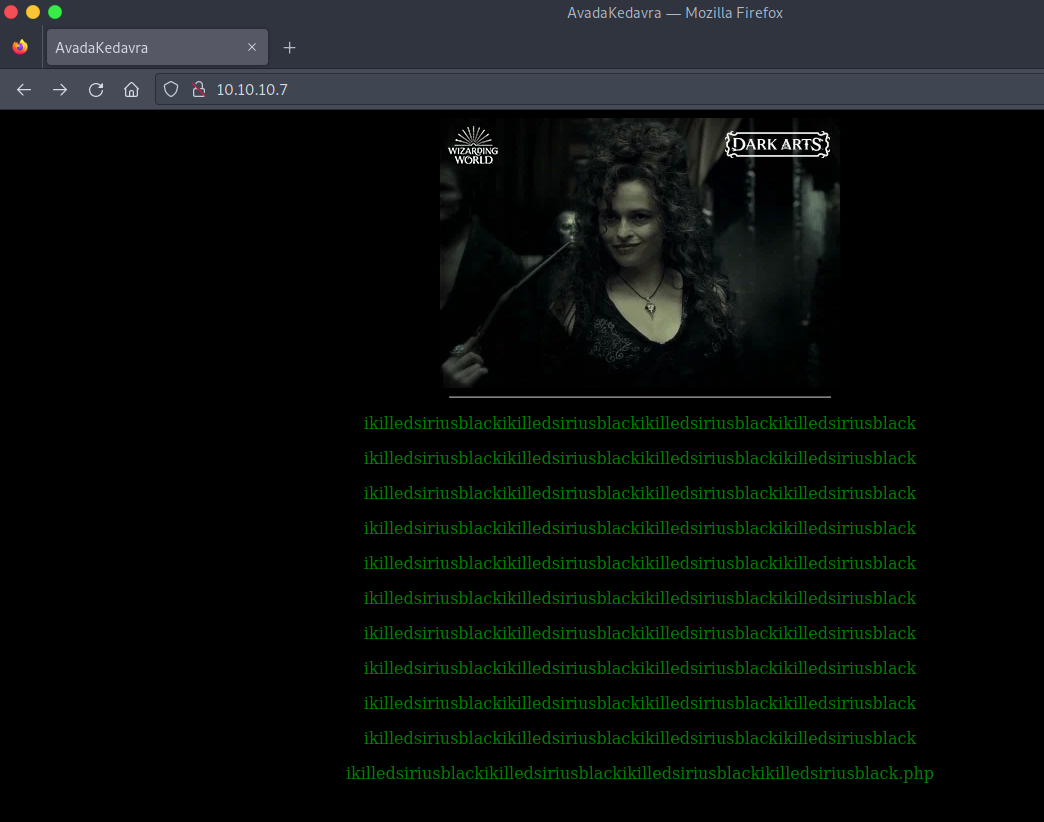 AvadaKedavra — Mozilla Firefox
AvadaKedavra
10.10.10.7
WIZARDING
WORLD
DARK ARTS
ikilledsiriusblackikilledsiriusblackikilledsiriusblackikilledsiriusblack
ikilledsiriusblackikilledsiriusblackikilledsiriusblackikilledsiriusblack
ikilledsiriusblackikilledsiriusblackikilledsiriusblackikilledsiriusblack
ikilledsiriusblackikilledsiriusblackikilledsiriusblackikilledsiriusblack
ikilledsiriusblackikilledsiriusblackikilledsiriusblackikilledsiriusblack
ikilledsiriusblackikilledsiriusblackikilledsiriusblackikilledsiriusblack
ikilledsiriusblackikilledsiriusblackikilledsiriusblackikilledsiriusblack
ikilledsiriusblackikilledsiriusblackikilledsiriusblackikilledsiriusblack
ikilledsiriusblackikilledsiriusblackikilledsiriusblackikilledsiriusblack
ikilledsiriusblackikilledsiriusblackikilledsiriusblackikilledsiriusblack
ikilledsiriusblackikilledsiriusblackikilledsiriusblackikilledsiriusblack.php